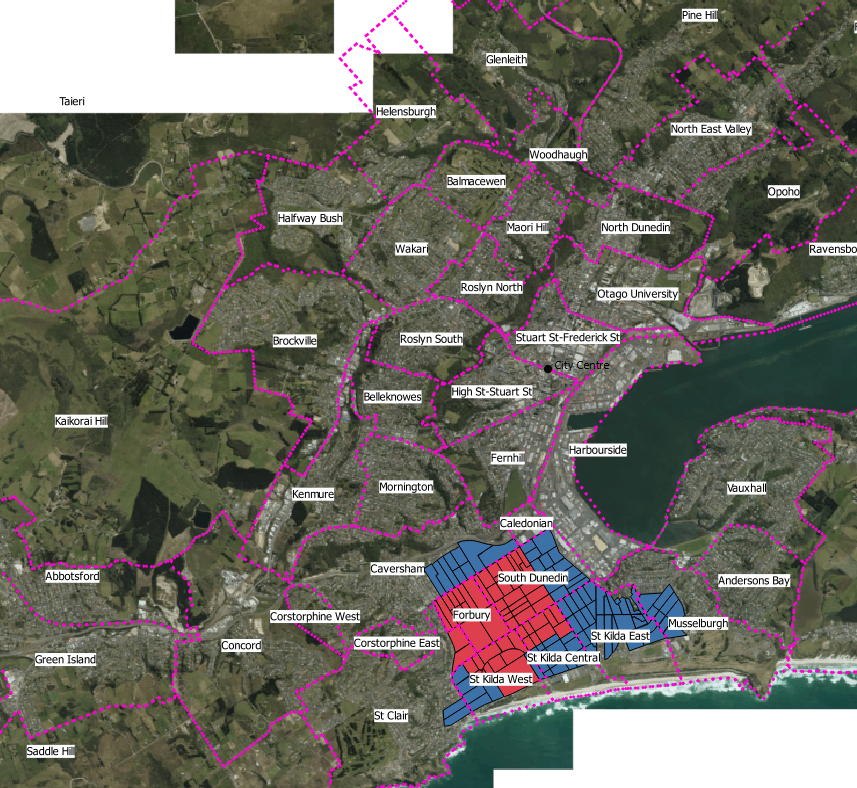 Pine Hill
Glenleith
Taieri
Helensburgh
North East Valley
Woodhaugh
Balmacewen
Opoho
Halfway Bush
Maori Hill
North Dunedin
Wakari
Ravensbo
Roslyn North
Otago University
Brockville
Roslyn South
Stuart St-Frederick St
City Centre
High St-Stuart St
Belleknowes
Kaikorai Hill
Harbourside
Fernhill
Mornington
Vauxhall
Kenmure
Caledonian
Caversham
Abbotsford
South Dunedin
Andersons Bay
Corstorphine West
Forbury
Musselburgh
St Kilda East
Corstorphine East
Concord
Green Island
St Kilda Central
St Kilda West
St Clair
Saddle Hill